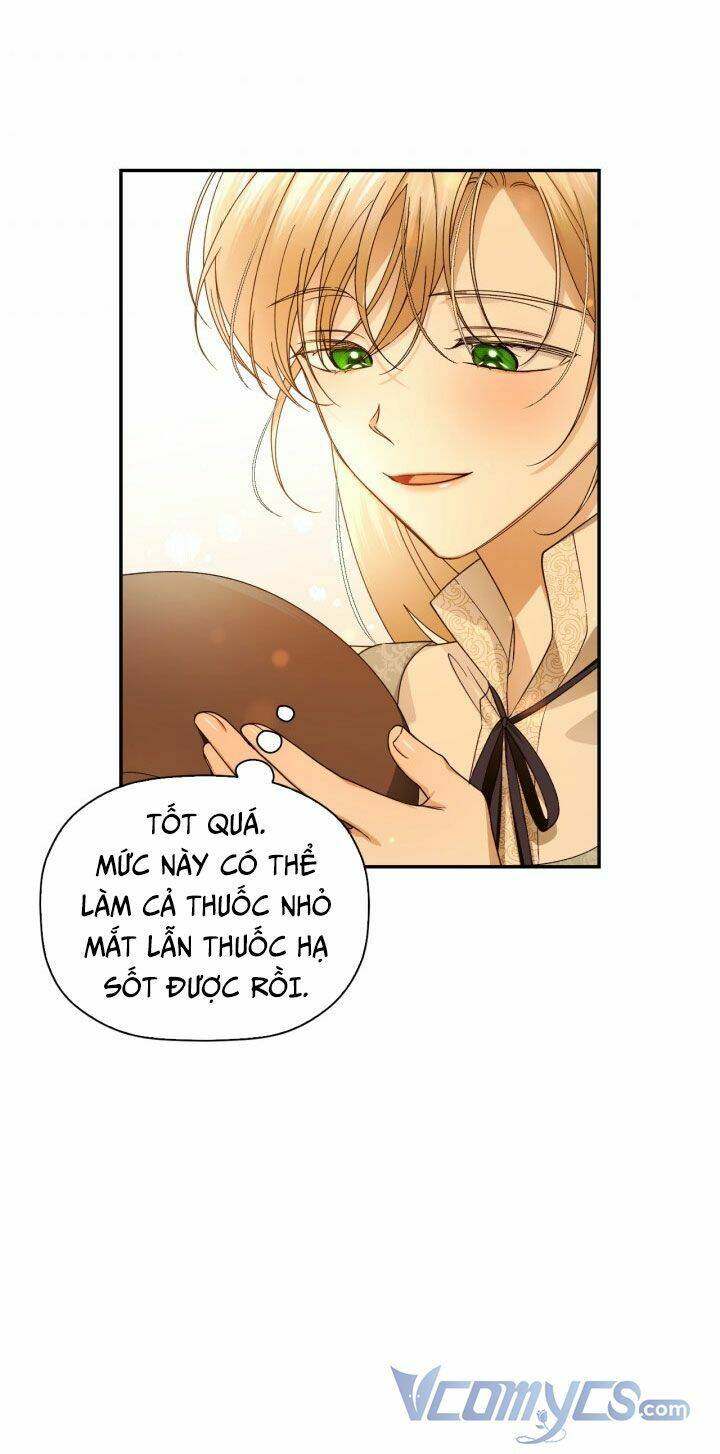 TỐT QUÁ.
MỨC NÀY CÓ THỂ
LÀM CẢ THUỐC NHỎ
MẮT LẪN THUỐC HẠ
SỐT ĐƯỢC RỒI.
VCOMYCS.com